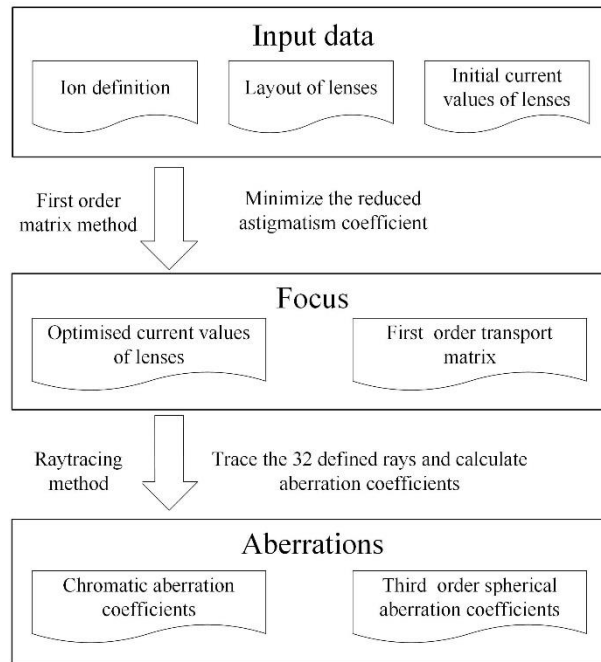 Input data
Ion definition
Layout of lenses
Initial current
values of lenses
First order
matrix method
Minimize the reduced
astigmatism coefficient
Focus
Optimised current values
of lenses
First order transport
matrix
Raytracing
method
Trace the 32 defined rays and calculate
aberration coefficients
Aberrations
Chromatic aberration
coefficients
Third order spherical
aberration coefficients